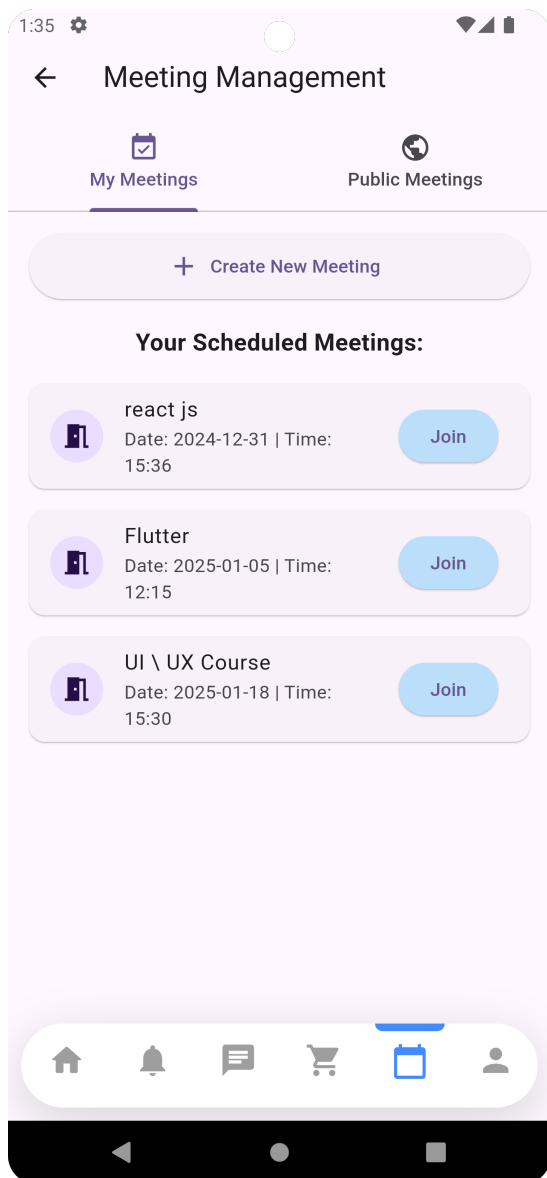 1:35
Meeting Management
My Meetings
Public Meetings
Create New Meeting
Your Scheduled Meetings:
react js
Date: 2024-12-31 | Time:
15:36
Join
Flutter
Date: 2025-01-05 | Time:
12:15
Join
UI \ UX Course
Date: 2025-01-18 | Time:
15:30
Join